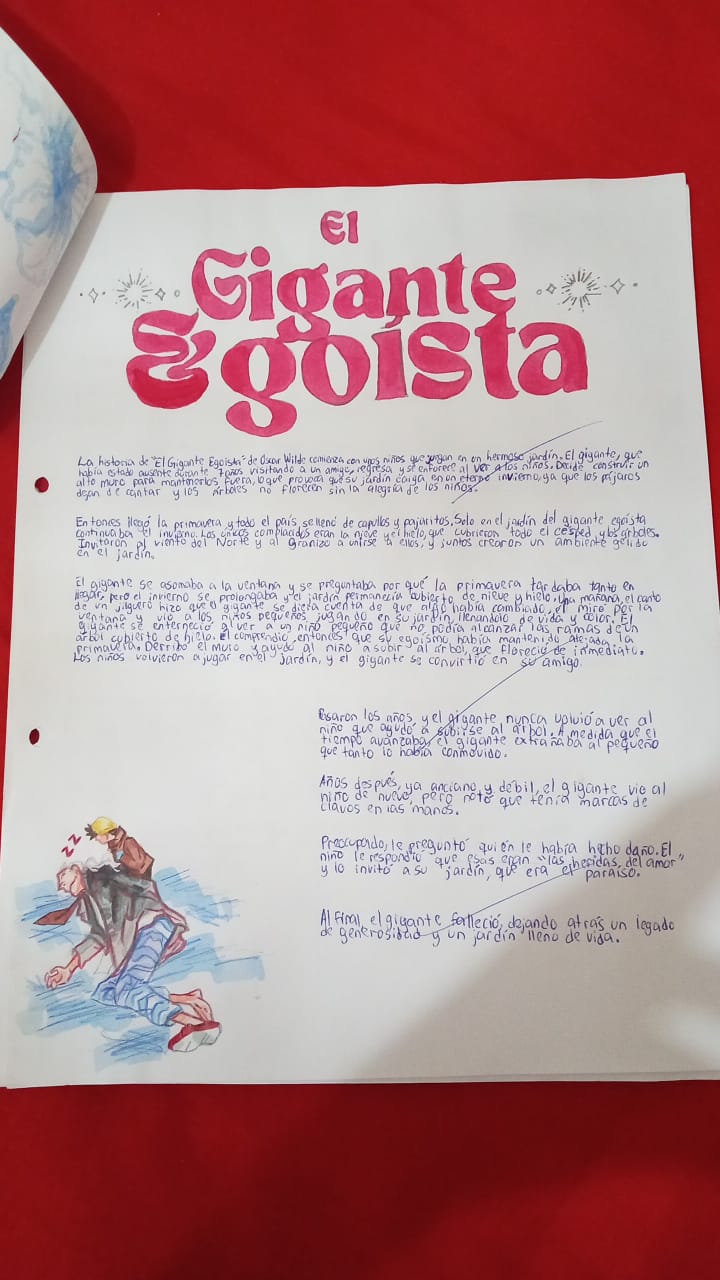 El
Gigante
Egoísta
La historia de "El Gigante Egoista" de Oscar Wilde comienza con unos niños que juegan en un hermoso jardín. El gigante, que
había estado ausente durante 7 años visitando a un amigo, regresa y se enfurece al ver a los niños. Decide construir un
alto muro para mantenerlos fuera, lo que provoca que su jardín caiga en un eterno invierno, ya que los pájaros
dejan de cantar y los árboles no florecen sin la alegría de los niños.
Entonces llegó la primavera y todo el país se llenó de capullos y pajaritos. Solo en el jardín del gigante egoísta
continuaba el invierno. Los únicos complacidos eran la nieve y el hielo, que cubrieron todo el césped y los árboles.
Invitaron al viento del Norte y al Granizo a unirse a ellos, y juntos crearon un ambiente gélido
en el jardín.
El gigante se asomaba a la ventana y se preguntaba por qué la primavera tardaba tanto en
llegar, pero el invierno se prolongaba y el jardín permanecía cubierto de nieve y hielo. Una mañana, el canto
de un jilguero hizo que el gigante se diera cuenta de que algo había cambiado, él miró por la
ventana y vió a los niños pequeños jugando en su jardín, llenándolo de vida y color. El
gigante se enterneció al ver a un niño pequeño que no podía alcanzar las ramas de un
árbol cubierto de hielo. El comprendió, entonces que su egoísmo había mantenido alejada la
primavera. Derribó el muro y ayudó al niño a subir al árbol, que floreció de inmediato.
Los niños volvieron a jugar en el jardín, y el gigante se convirtió en su amigo.
Pasaron los años, y el gigante nunca volvió a ver al
niño que ayudó a subirse al árbol. A medida que el
tiempo avanzaba, el gigante extrañaba al pequeño
que tanto lo había conmovido.
Años después, ya anciano y débil, el gigante vio al
niño de nuevo, pero notó que tenía marcas de
clavos en las manos.
Preocupado, le preguntó quién le había hecho daño. El
niño le respondió que esas eran "las heridas del amor"
y lo invitó a su jardín, que era el paraíso.
Al final, el gigante falleció, dejando atrás un legado
de generosidad y un jardín lleno de vida.
zz